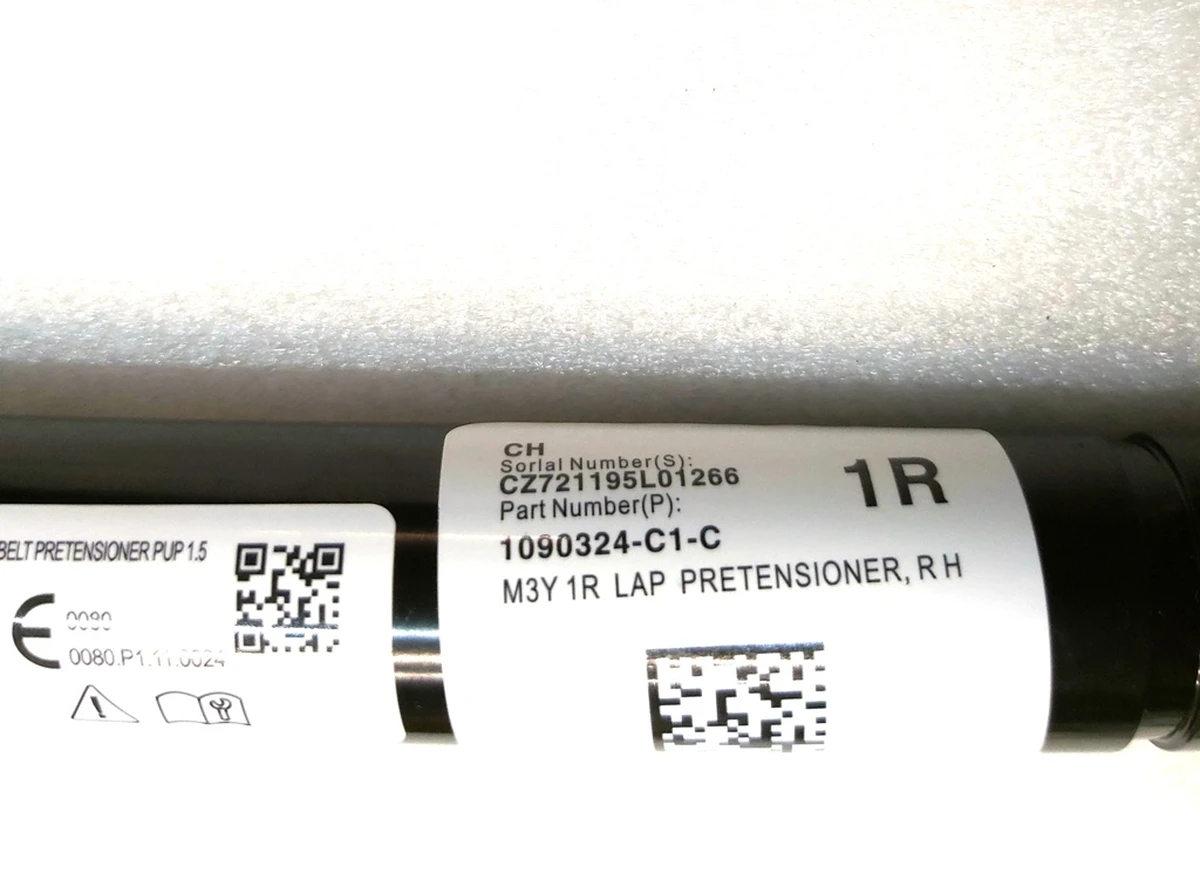 BELT PRETENSIONER PUP 1.5
CE 0080
0080.P1.11.0024
CH
Sorlal Number(S):
CZ721195L01266
1R
Part Number(P):
1090324-C1-C
M3Y 1R LAP PRETENSIONER, R H